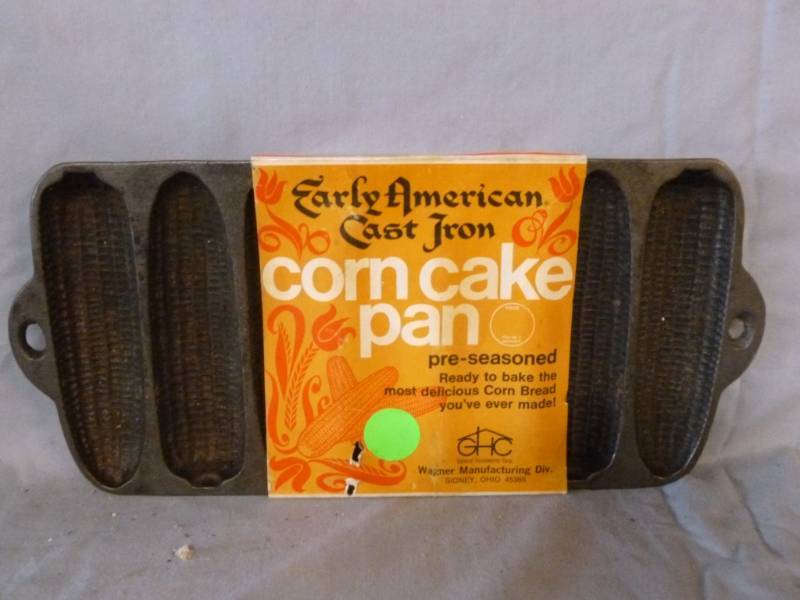 Early American
Cast Iron
corn cake
pan
pre-seasoned
Ready to bake the
most delicious Corn Bread
you've ever made!
GHC
Wagner Manufacturing Div.
SIDNEY, OHIO 45365